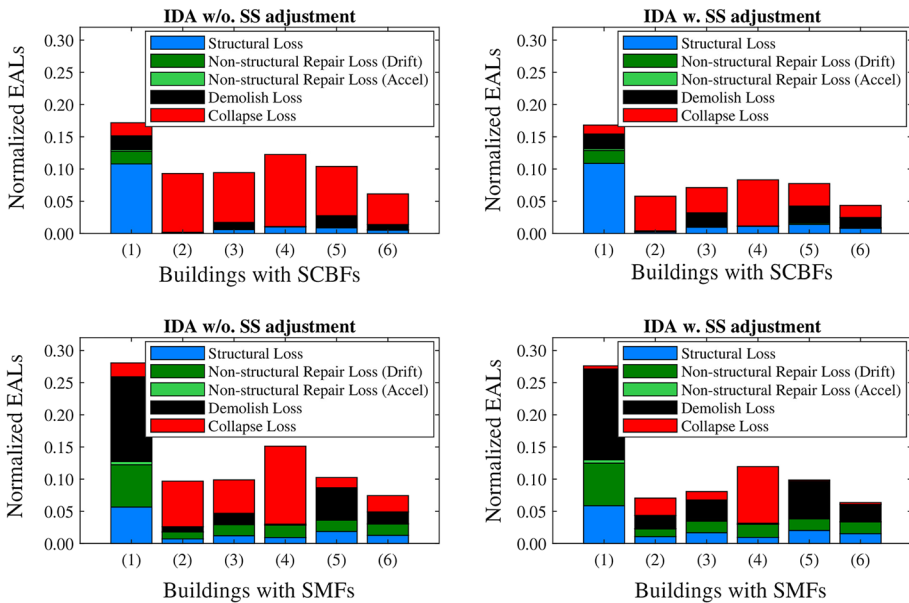 IDA w/o. SS adjustment
0.30
0.20
0.15
0.10
0.05
0.00
Normalized EALs
Structural Loss
Non-structural Repair Loss (Drift)
Non-structural Repair Loss (Accel)
Demolish Loss
Collapse Loss
(1) (2) (3) (4) (5) (6)
Buildings with SCBFs
IDA w. SS adjustment
0.30
0.20
0.15
0.10
0.05
0.00
Normalized EALs
Structural Loss
Non-structural Repair Loss (Drift)
Non-structural Repair Loss (Accel)
Demolish Loss
Collapse Loss
(1) (2) (3) (4) (5) (6)
Buildings with SCBFs
IDA w/o. SS adjustment
0.30
0.25
0.20
0.15
0.10
0.05
0.00
Normalized EALs
Structural Loss
Non-structural Repair Loss (Drift)
Non-structural Repair Loss (Accel)
Demolish Loss
Collapse Loss
(1) (2) (3) (4) (5) (6)
Buildings with SMFs
IDA w. SS adjustment
0.30
0.25
0.20
0.15
0.10
0.05
0.00
Normalized EALs
Structural Loss
Non-structural Repair Loss (Drift)
Non-structural Repair Loss (Accel)
Demolish Loss
Collapse Loss
(1) (2) (3) (4) (5) (6)
Buildings with SMFs